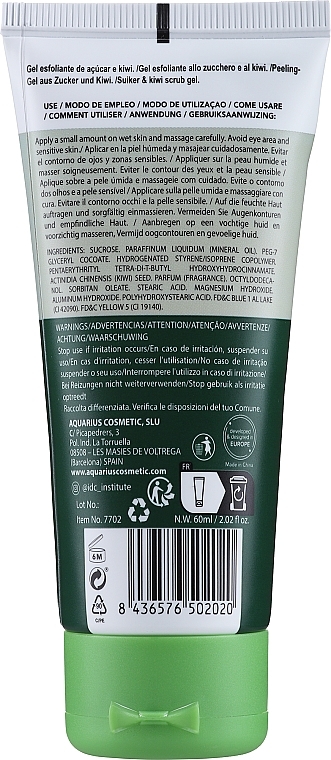 Gel esfoliante de açúcar e kiwi./Gel esfoliante allo zucchero e al kiwi./Peeling-
Gel aus Zucker und Kiwi./Suiker & kiwi scrub gel.
USE / MODO DE EMPLEO / MODO DE UTILIZAÇAO / COME USARE
/ COMMENT UTILISER / ANWENDUNG / GEBRUIKSAANWIJZING:
Apply a small amount on wet skin and massage carefully. Avoid eye area and
sensitive skin./ Aplicar en la piel húmeda y masajear cuidadosamente. Evitar
el contorno de ojos y zonas sensibles. / Appliquer sur la peau humide et
masser soigneusement. Eviter le contour des yeux et la peau sensible
/ Aplique sobre a pele úmida e massageie com cuidado. Evitar o contorno
dos olhos e a pele sensível / Applicare sulla pelle umida e massaggiare con
cura. Evitare il contorno occhi e la pelle sensibile. / Auf die feuchte Haut
auftragen und sorgfältig einmassieren. Vermeiden Sie Augenkonturen
und empfindliche Haut. / Aanbrengen op een vochtige huid en
voorzichtig masseren. Vermijd oogcontouren en gevoelige huid.
INGREDIENTS: SUCROSE, PARAFFINUM LIQUIDUM (MINERAL OIL), PEG-7
GLYCERYL COCOATE, HYDROGENATED STYRENE/ISOPRENE COPOLYMER,
PENTAERYTHRITYL TETRA-DI-T-BUTYL HYDROXYHYDROCINNAMATE,
ACTINIDIA CHINENSIS (KIWI) SEED, PARFUM (FRAGRANCE), OCTYLDODECA-
NOL, SORBITAN OLEATE, STEARIC ACID, MAGNESIUM HYDROXIDE,
ALUMINUM HYDROXIDE, POLYHYDROXYSTEARIC ACID, FD&C BLUE 1 AL LAKE
(CI 42090), FD&C YELLOW 5 (CI 19140).
WARNINGS/ADVERTENCIAS/ATTENTION/ATENÇÃO/AVVERTENZE/
ACHTUNG/WAARSCHUWING
Stop use if irritation occurs/En caso de irritación, suspender su
uso/En cas d'irritation, cesser l'utilisation/No caso de irritação
suspender o seu uso/Interrompere l'utilizzo in caso di irritazione/
Bei Reizungen nicht weiterverwenden/Stop gebruik als irritatie
optreedt
Raccolta differenziata. Verifica le disposizioni del tuo Comune.
AQUARIUS COSMETIC, SLU
C/ Picapedrers, 3
Pol. Ind. La Torruella
08508 – LES MASIES DE VOLTREGA
(Barcelona) SPAIN
www.aquariuscosmetic.com
developed
& designed in
EUROPE
Made in China
@idc_institute
FR
Lot No.:
Item No. 7702
N.W. 60ml / 2.02 fl.oz.
6M
90
C/PE
8 436576 502020